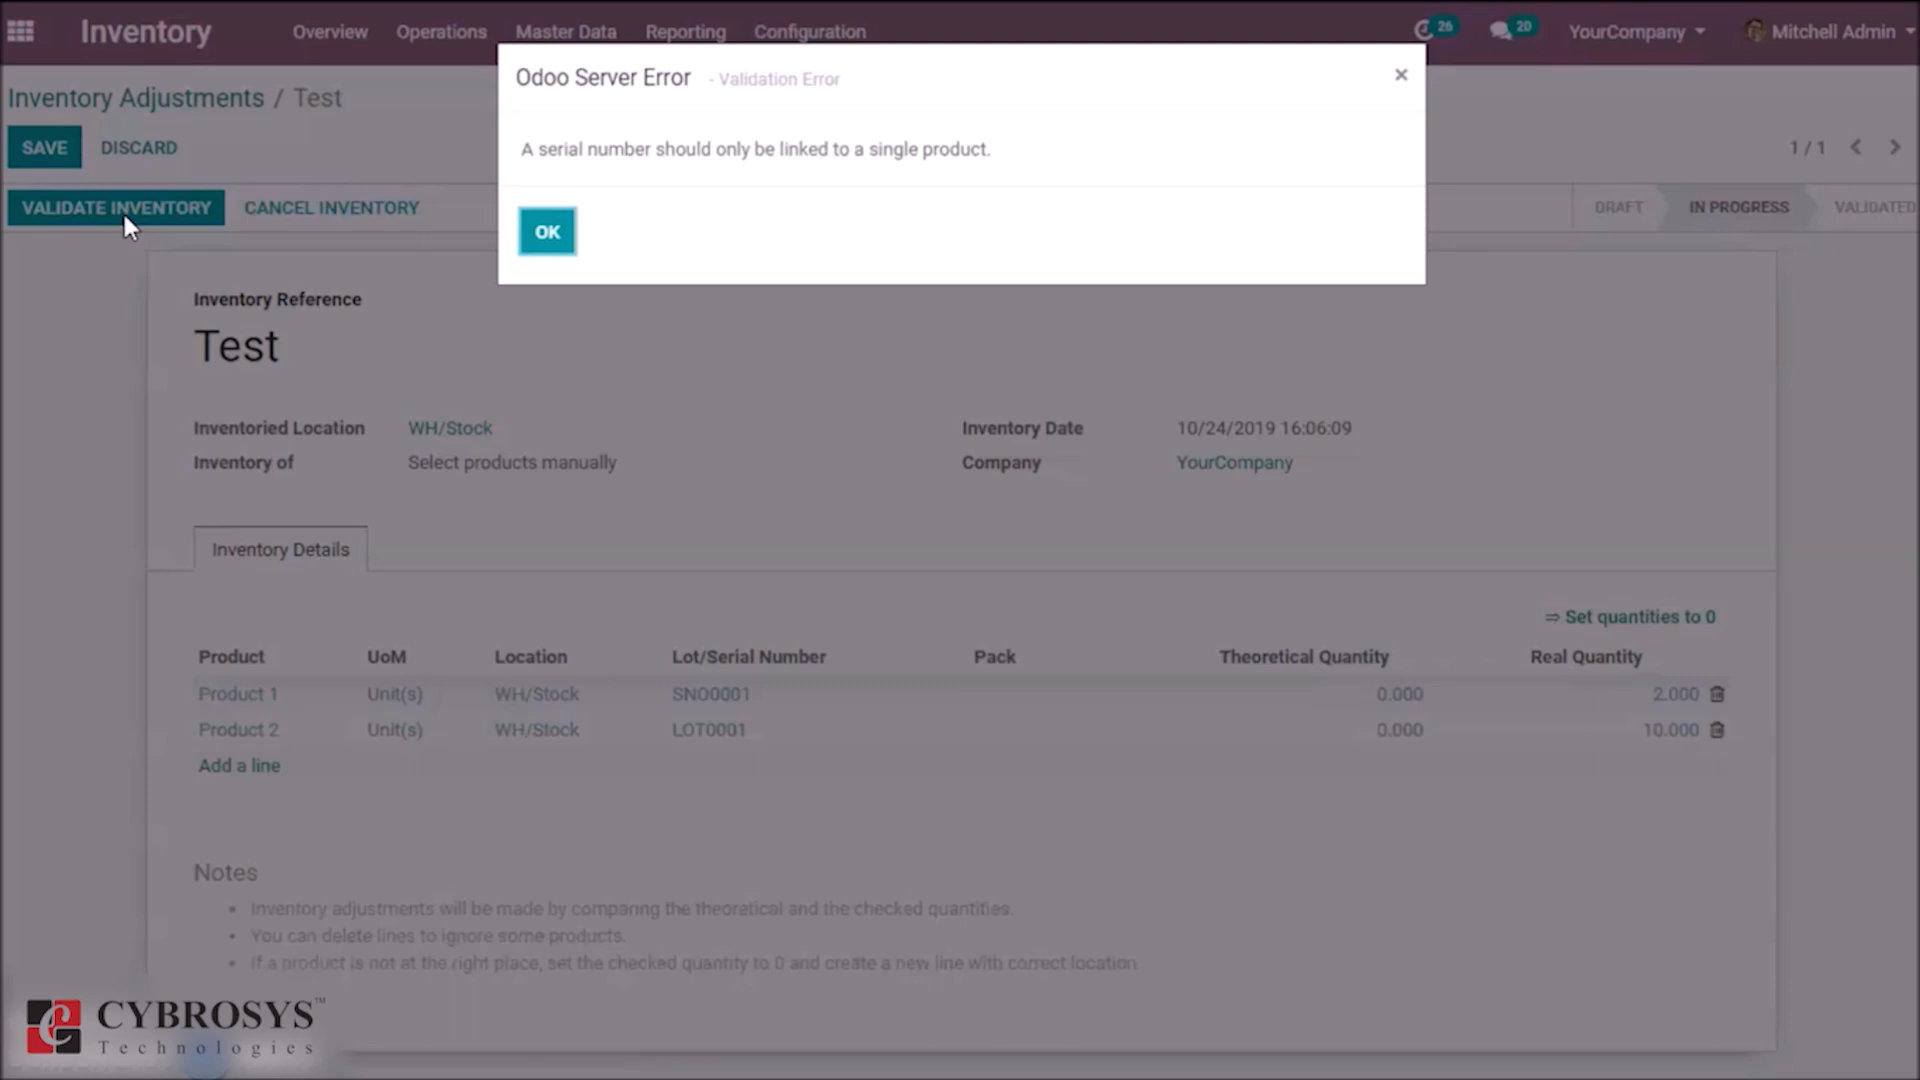 Inventory
Overview
Operations
Master Data
Reporting
Configuration
26
20
YourCompany
Mitchell Admin
Odoo Server Error - Validation Error ×
Inventory Adjustments / Test
SAVE
DISCARD
A serial number should only be linked to a single product.
1 / 1
VALIDATE INVENTORY
CANCEL INVENTORY
OK
DRAFT
IN PROGRESS
VALIDATED
Inventory Reference
Test
Inventoried Location WH/Stock
Inventory Date 10/24/2019 16:06:09
Inventory of Select products manually
Company YourCompany
Inventory Details
⇒ Set quantities to 0
Product UoM Location Lot/Serial Number Pack Theoretical Quantity Real Quantity
Product 1 Unit(s) WH/Stock SNO0001 0.000 2.000
Product 2 Unit(s) WH/Stock LOT0001 0.000 10.000
Add a line
Notes
• Inventory adjustments will be made by comparing the theoretical and the checked quantities.
• You can delete lines to ignore some products.
• If a product is not at the right place, set the checked quantity to 0 and create a new line with correct location.
CYBROSYS™
Technologies